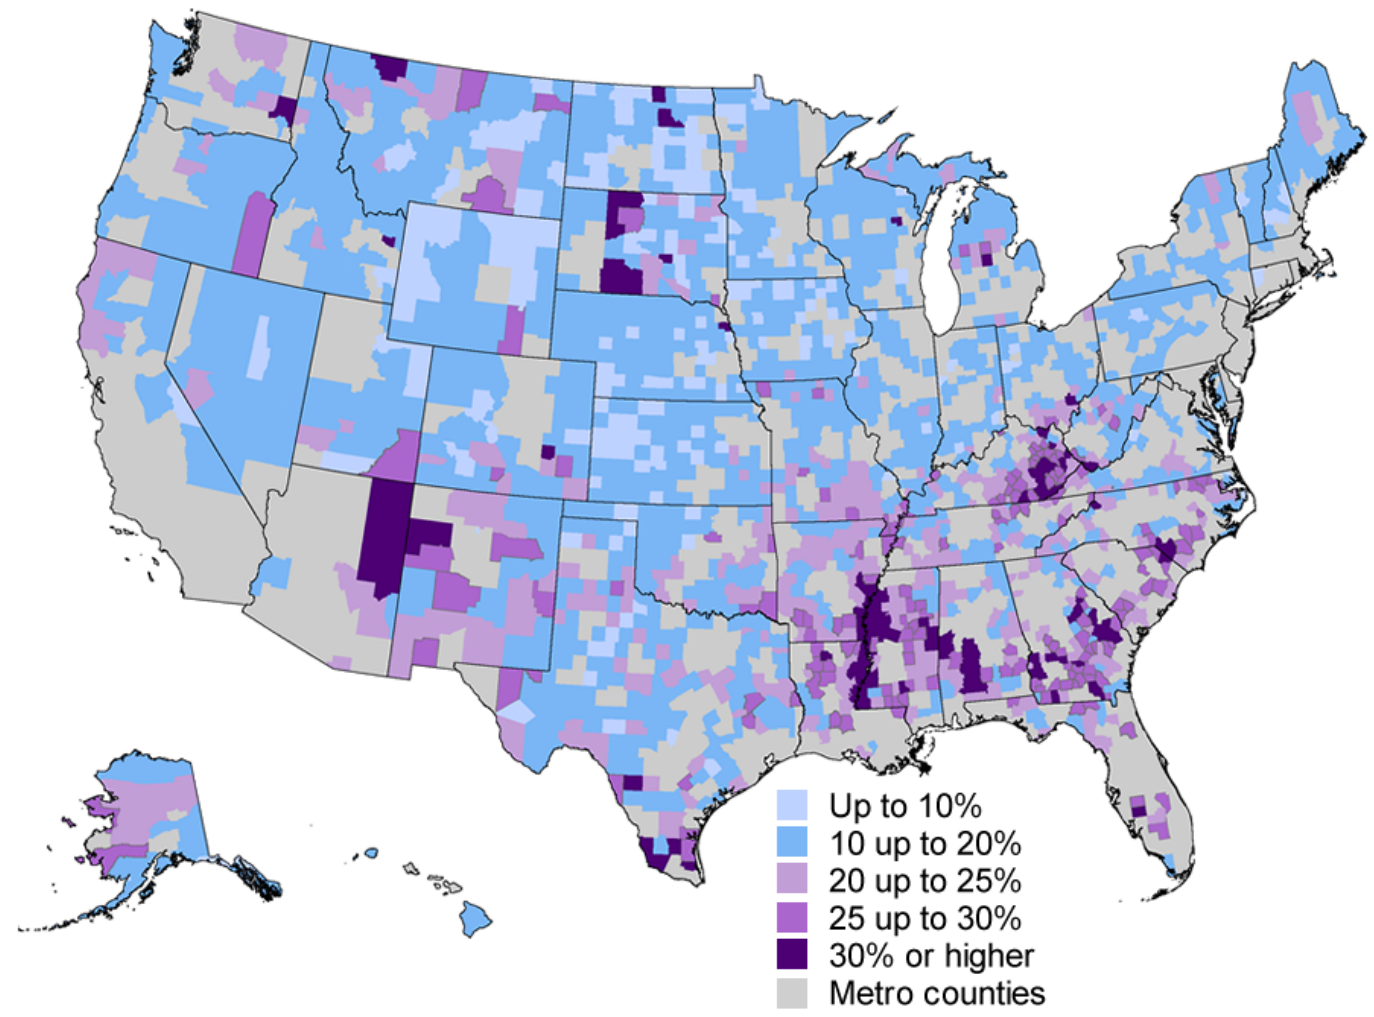 Up to 10%
10 up to 20%
20 up to 25%
25 up to 30%
30% or higher
Metro counties